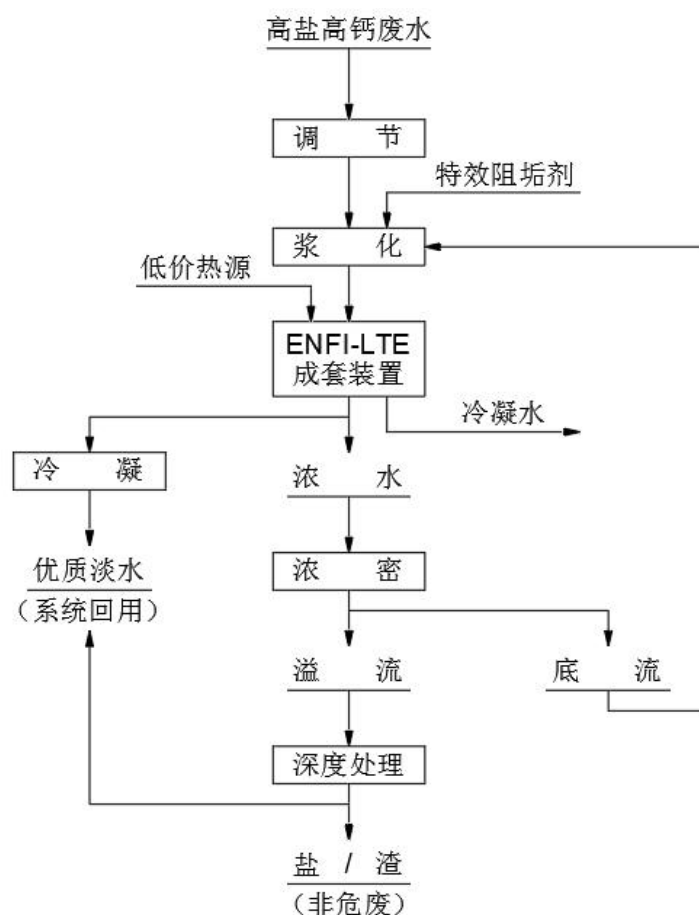 高盐高钙废水
调 节
特效阻垢剂
浆 化
低价热源
ENFI-LTE
成套装置
冷凝水
冷 凝
浓 水
优质淡水
（系统回用）
浓 密
溢 流
底 流
深度处理
盐 / 渣
（非危废）